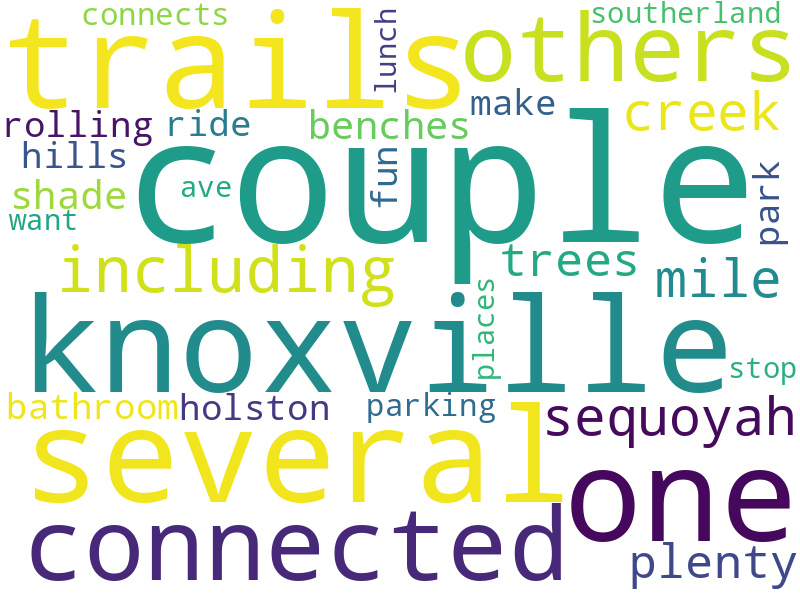 connects
southerland
trails
lunch
others
make
creek
rolling
ride
benches
hills
couple
fun
park
shade
ave
want
including
trees
mile
places
knoxville
stop
bathroom
holston
parking
sequoyah
several
one
connected
plenty